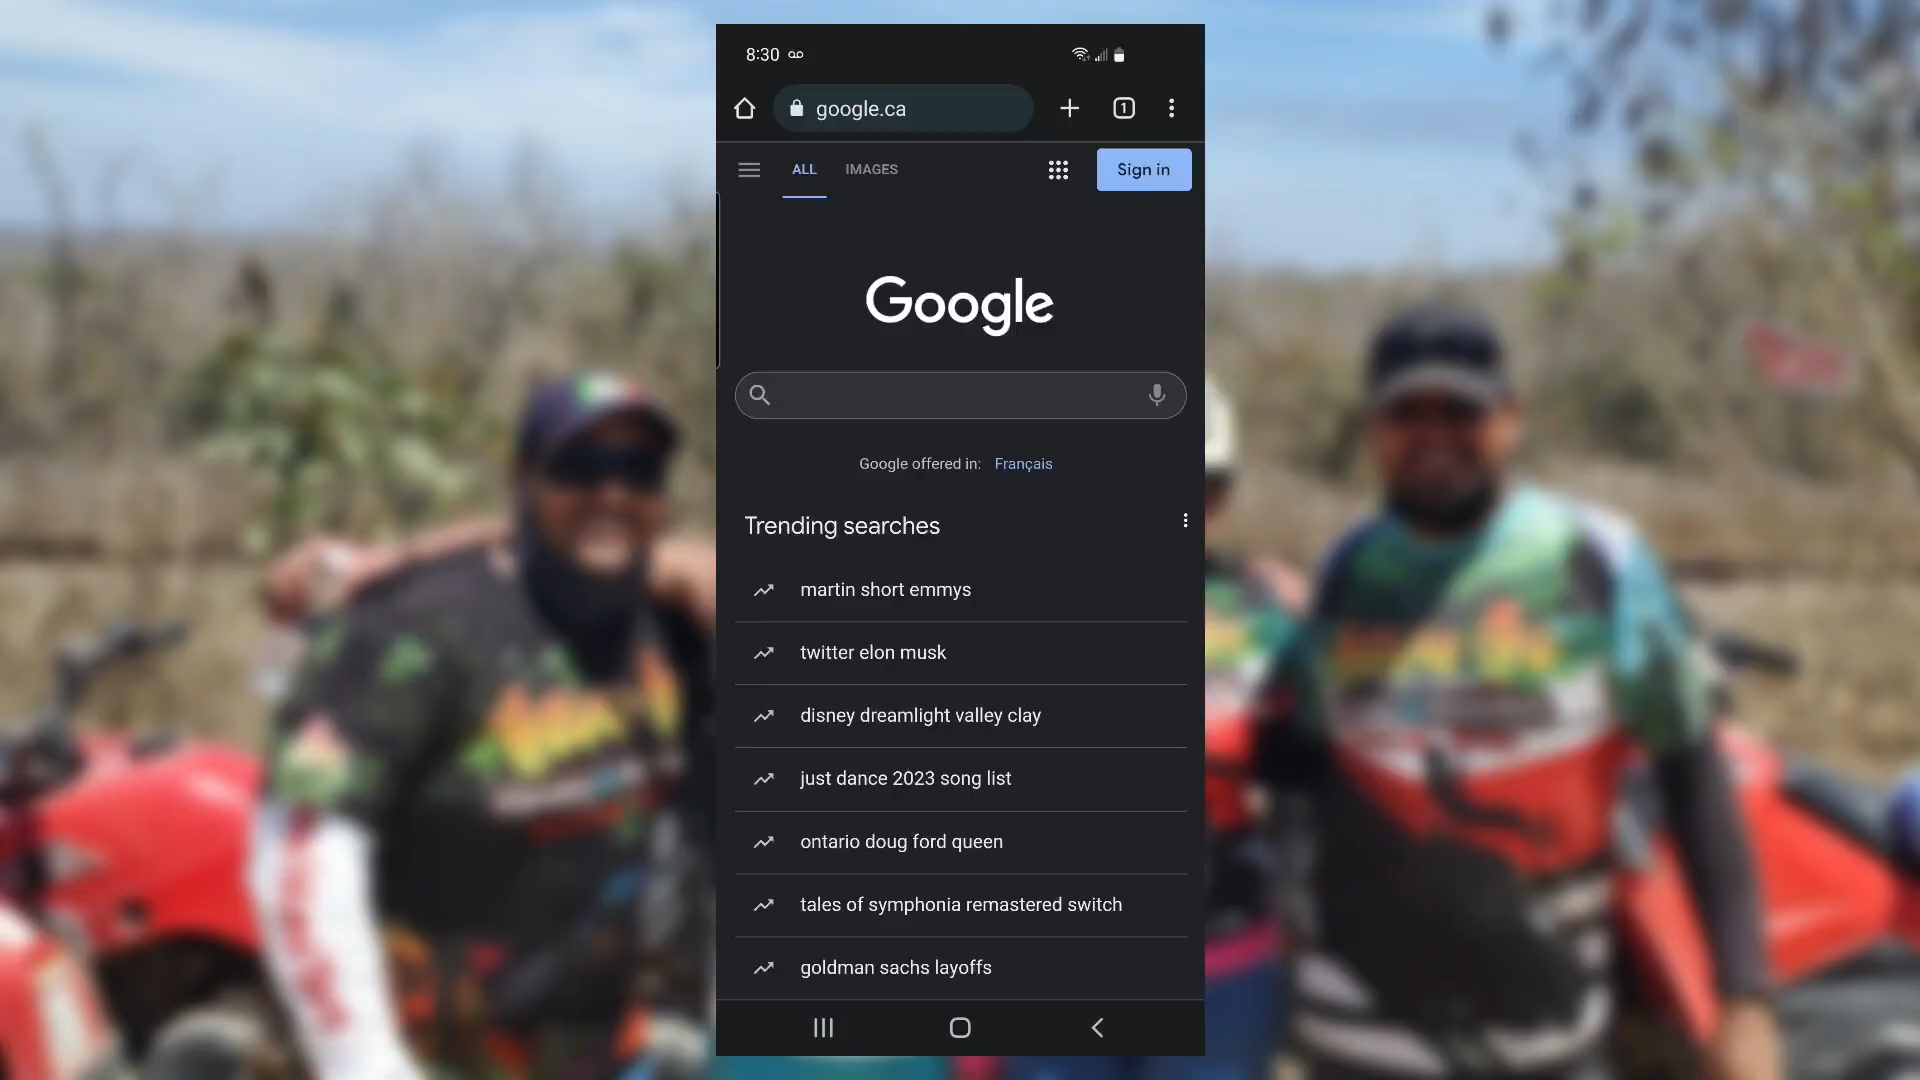 8:30
google.ca
1
ALL IMAGES
Sign in
Google
Google offered in: Français
Trending searches
martin short emmys
twitter elon musk
disney dreamlight valley clay
just dance 2023 song list
ontario doug ford queen
tales of symphonia remastered switch
goldman sachs layoffs